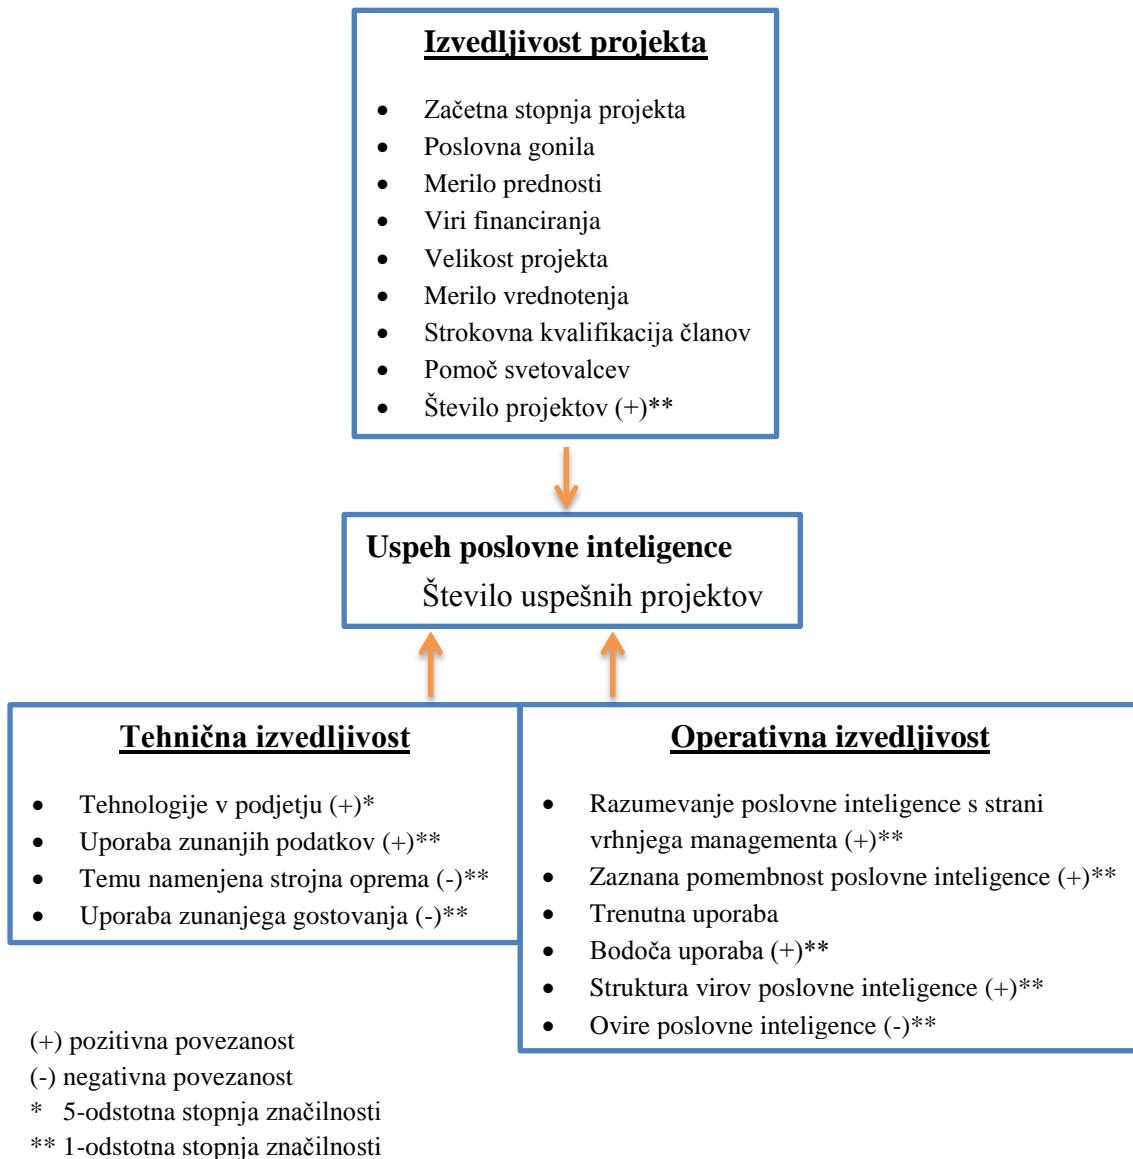 Izvedljivost projekta
• Začetna stopnja projekta
• Poslovna gonila
• Merilo prednosti
• Viri financiranja
• Velikost projekta
• Merilo vrednotenja
• Strokovna kvalifikacija članov
• Pomoč svetovalcev
• Število projektov (+)**
Uspeh poslovne inteligence
Število uspešnih projektov
Tehnična izvedljivost
• Tehnologije v podjetju (+)*
• Uporaba zunanjih podatkov (+)**
• Temu namenjena strojna oprema (-)**
• Uporaba zunanjega gostovanja (-)**
Operativna izvedljivost
• Razumevanje poslovne inteligence s strani
vrhnjega managementa (+)**
• Zaznana pomembnost poslovne inteligence (+)**
• Trenutna uporaba
• Bodoča uporaba (+)**
• Struktura virov poslovne inteligence (+)**
• Ovire poslovne inteligence (-)**
(+) pozitivna povezanost
(-) negativna povezanost
* 5-odstotna stopnja značilnosti
** 1-odstotna stopnja značilnosti